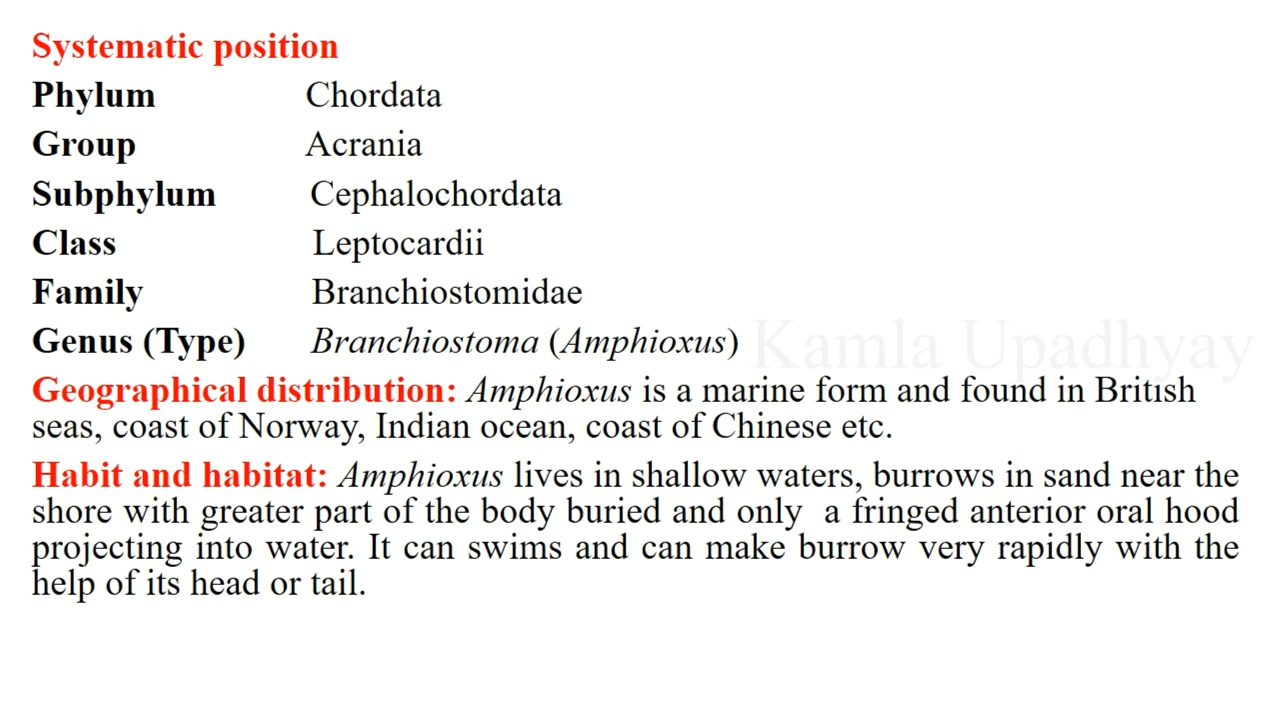 Systematic position
Phylum Chordata
Group Acrania
Subphylum Cephalochordata
Class Leptocardii
Family Branchiostomidae
Genus (Type) Branchiostoma (Amphioxus)
Kamla Upadhyay
Geographical distribution: Amphioxus is a marine form and found in British
seas, coast of Norway, Indian ocean, coast of Chinese etc.
Habit and habitat: Amphioxus lives in shallow waters, burrows in sand near the
shore with greater part of the body buried and only a fringed anterior oral hood
projecting into water. It can swims and can make burrow very rapidly with the
help of its head or tail.